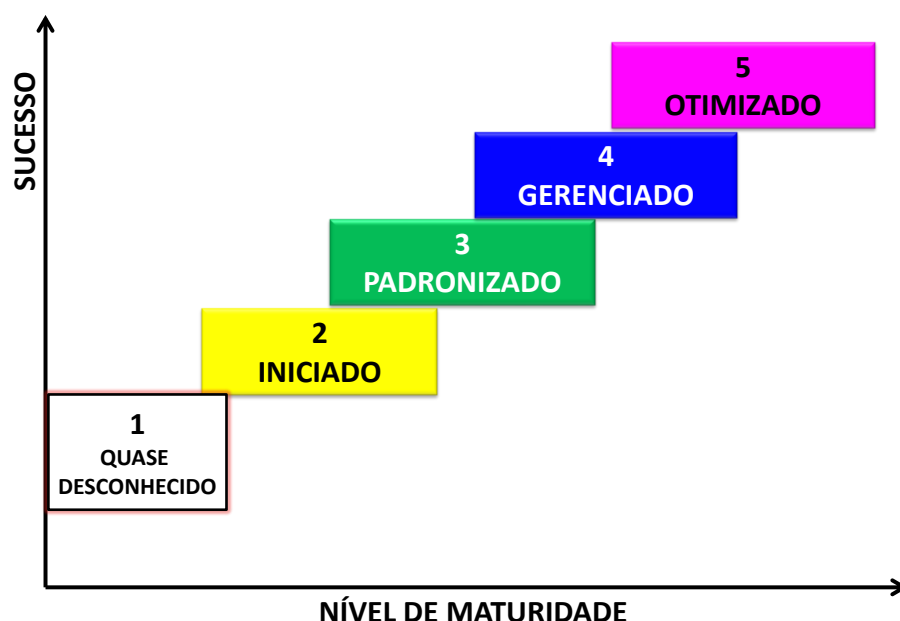 SUCESSO
5
OTIMIZADO
4
GERENCIADO
3
PADRONIZADO
2
INICIADO
1
QUASE
DESCONHECIDO
NÍVEL DE MATURIDADE